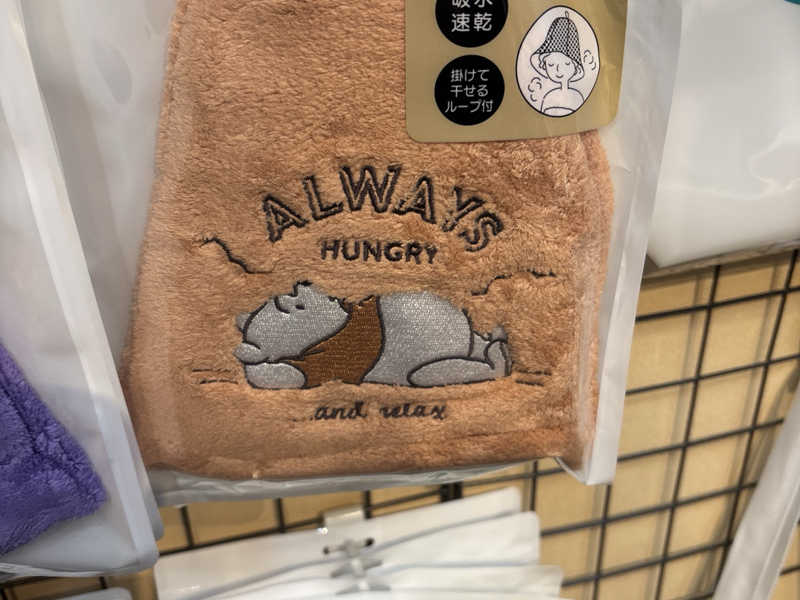 吸水
速乾
掛けて
干せる
ループ付
ALWAYS
HUNGRY
...and relax